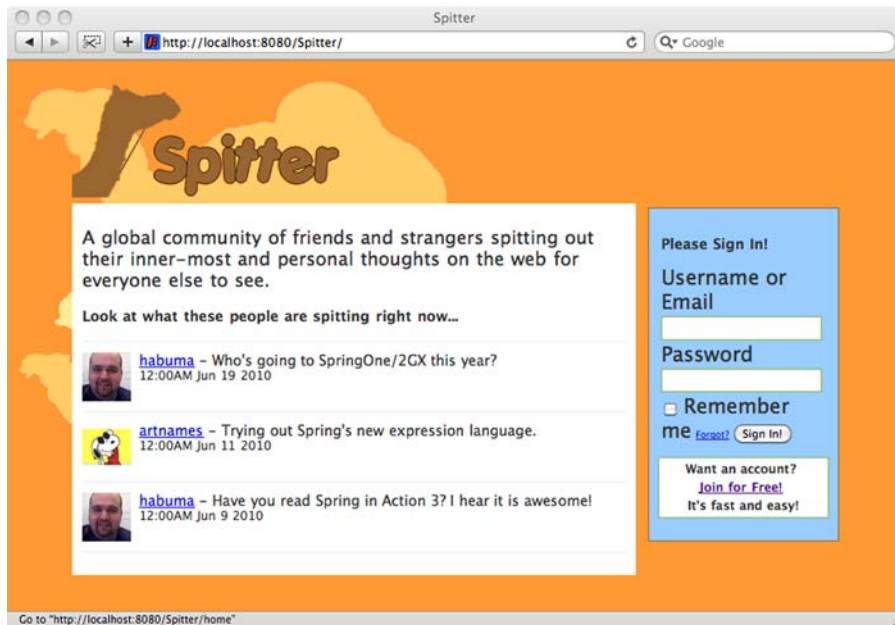 Spitter
http://localhost:8080/Spitter/
Google
Spitter
A global community of friends and strangers spitting out
their inner-most and personal thoughts on the web for
everyone else to see.
Look at what these people are spitting right now...
habuma – Who's going to SpringOne/2GX this year?
12:00AM Jun 19 2010
artnames – Trying out Spring's new expression language.
12:00AM Jun 11 2010
habuma – Have you read Spring in Action 3? I hear it is awesome!
12:00AM Jun 9 2010
Please Sign In!
Username or
Email
Password
Remember
me Forgot? Sign In!
Want an account?
Join for Free!
It's fast and easy!
Go to "http://localhost:8080/Spitter/home"